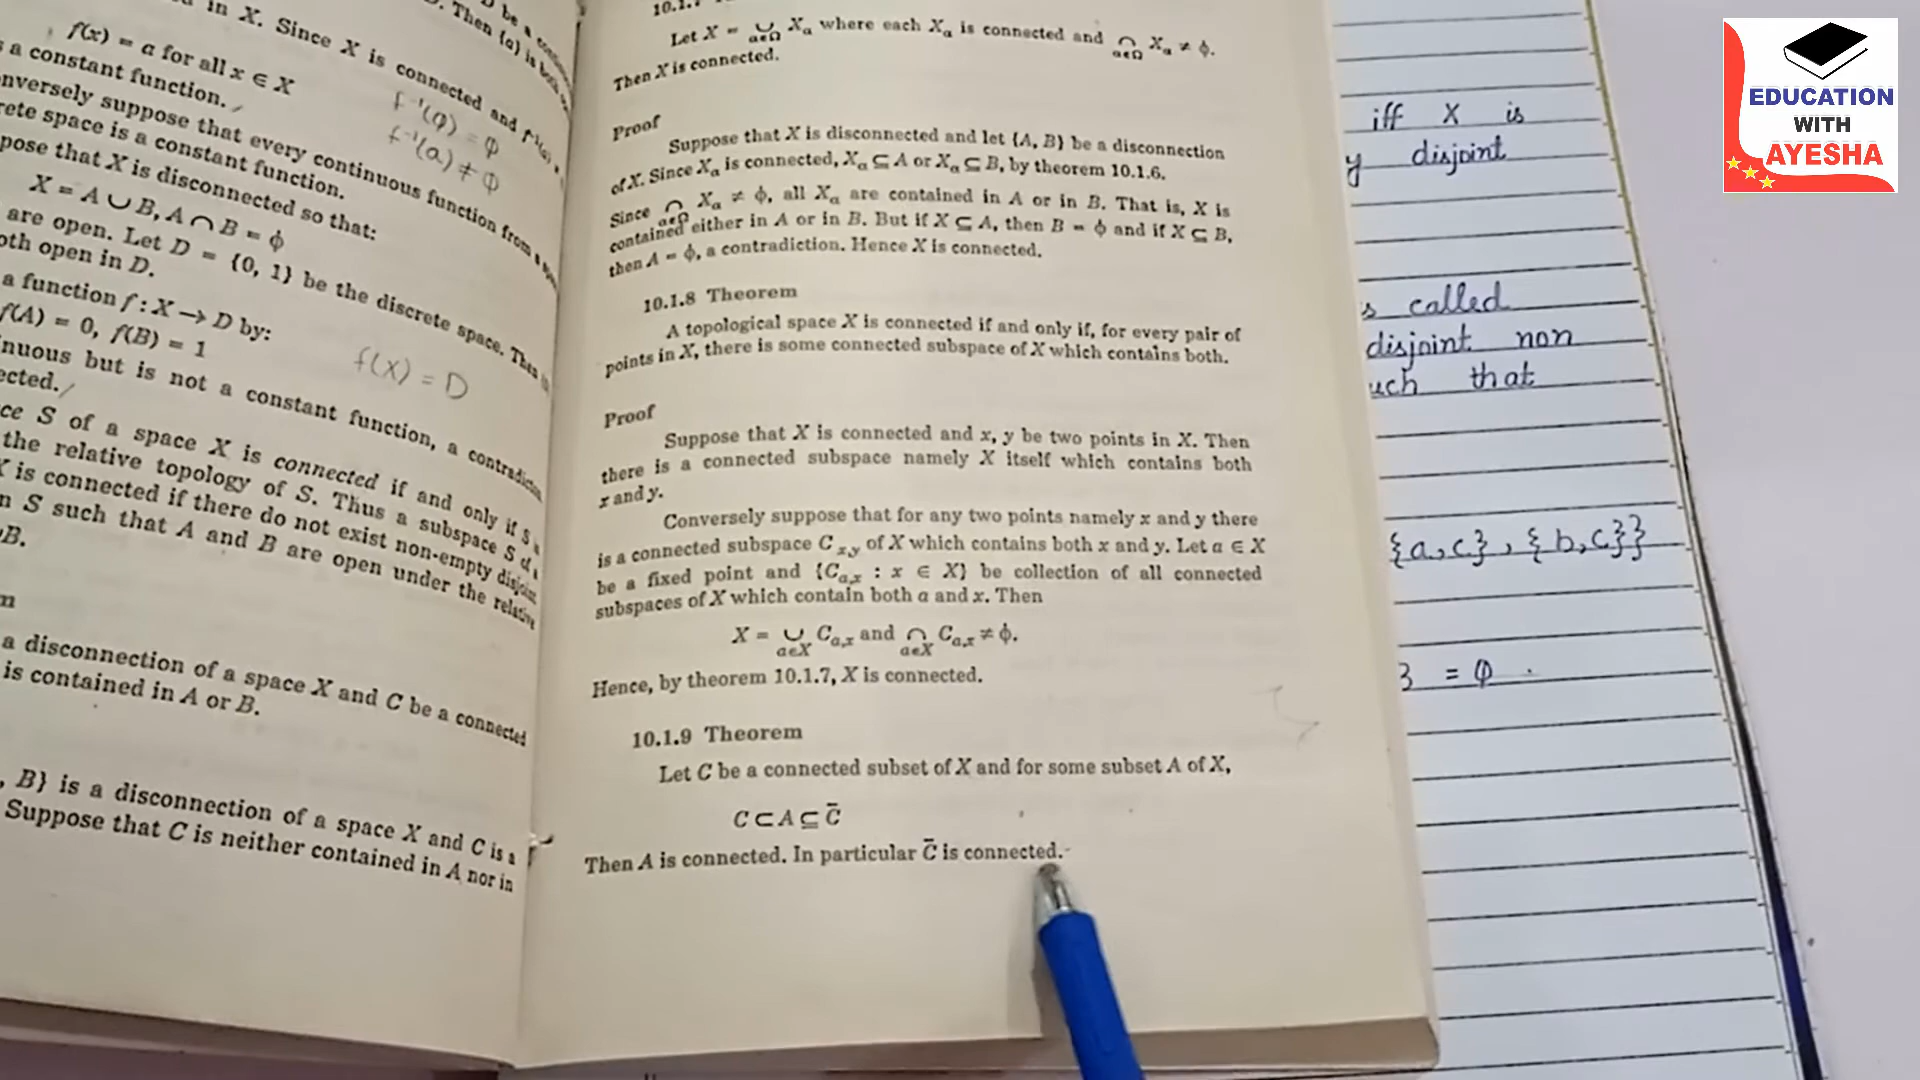 in X. Since X is connected and
f(x) = a for all x ∈ X
s a constant function.
f⁻¹(φ) = φ
f⁻¹(a) ≠ φ
nversely suppose that every continuous function from a
rete space is a constant function.
pose that X is disconnected so that:
X = A ∪ B, A ∩ B = ϕ
are open. Let D = {0, 1} be the discrete space. Then
oth open in D.
a function f : X → D by:
f(A) = 0, f(B) = 1
f(X) = D
nuous but is not a constant function, a
ected.
ce S of a space X is connected if and only if S
the relative topology of S. Thus a subspace S
X is connected if there do not exist non-empty
n S such that A and B are open under the relative
B.
m
a disconnection of a space X and C be a connected
is contained in A or B.
, B} is a disconnection of a space X and C is a
Suppose that C is neither contained in A nor in
Let X = ∪ Xα where each Xα is connected and ∩ Xα ≠ ϕ.
α∈Ω α∈Ω
Then X is connected.
Proof
Suppose that X is disconnected and let {A, B} be a disconnection
of X. Since Xα is connected, Xα ⊆ A or Xα ⊆ B, by theorem 10.1.6.
Since ∩ Xα ≠ ϕ, all Xα are contained in A or in B. That is, X is
α∈Ω
contained either in A or in B. But if X ⊆ A, then B = ϕ and if X ⊆ B,
then A = ϕ, a contradiction. Hence X is connected.
10.1.8 Theorem
A topological space X is connected if and only if, for every pair of
points in X, there is some connected subspace of X which contains both.
Proof
Suppose that X is connected and x, y be two points in X. Then
there is a connected subspace namely X itself which contains both
x and y.
Conversely suppose that for any two points namely x and y there
is a connected subspace C xy of X which contains both x and y. Let a ∈ X
be a fixed point and {Ca,x : x ∈ X} be collection of all connected
subspaces of X which contain both a and x. Then
X = ∪ Ca,x and ∩ Ca,x ≠ ϕ.
a∈X a∈X
Hence, by theorem 10.1.7, X is connected.
10.1.9 Theorem
Let C be a connected subset of X and for some subset A of X,
C ⊂ A ⊆ C̄
Then A is connected. In particular C̄ is connected.
iff X is
y disjoint
s called
disjoint non
uch that
{a,c} , {b,c}}
= φ .
EDUCATION
WITH
AYESHA